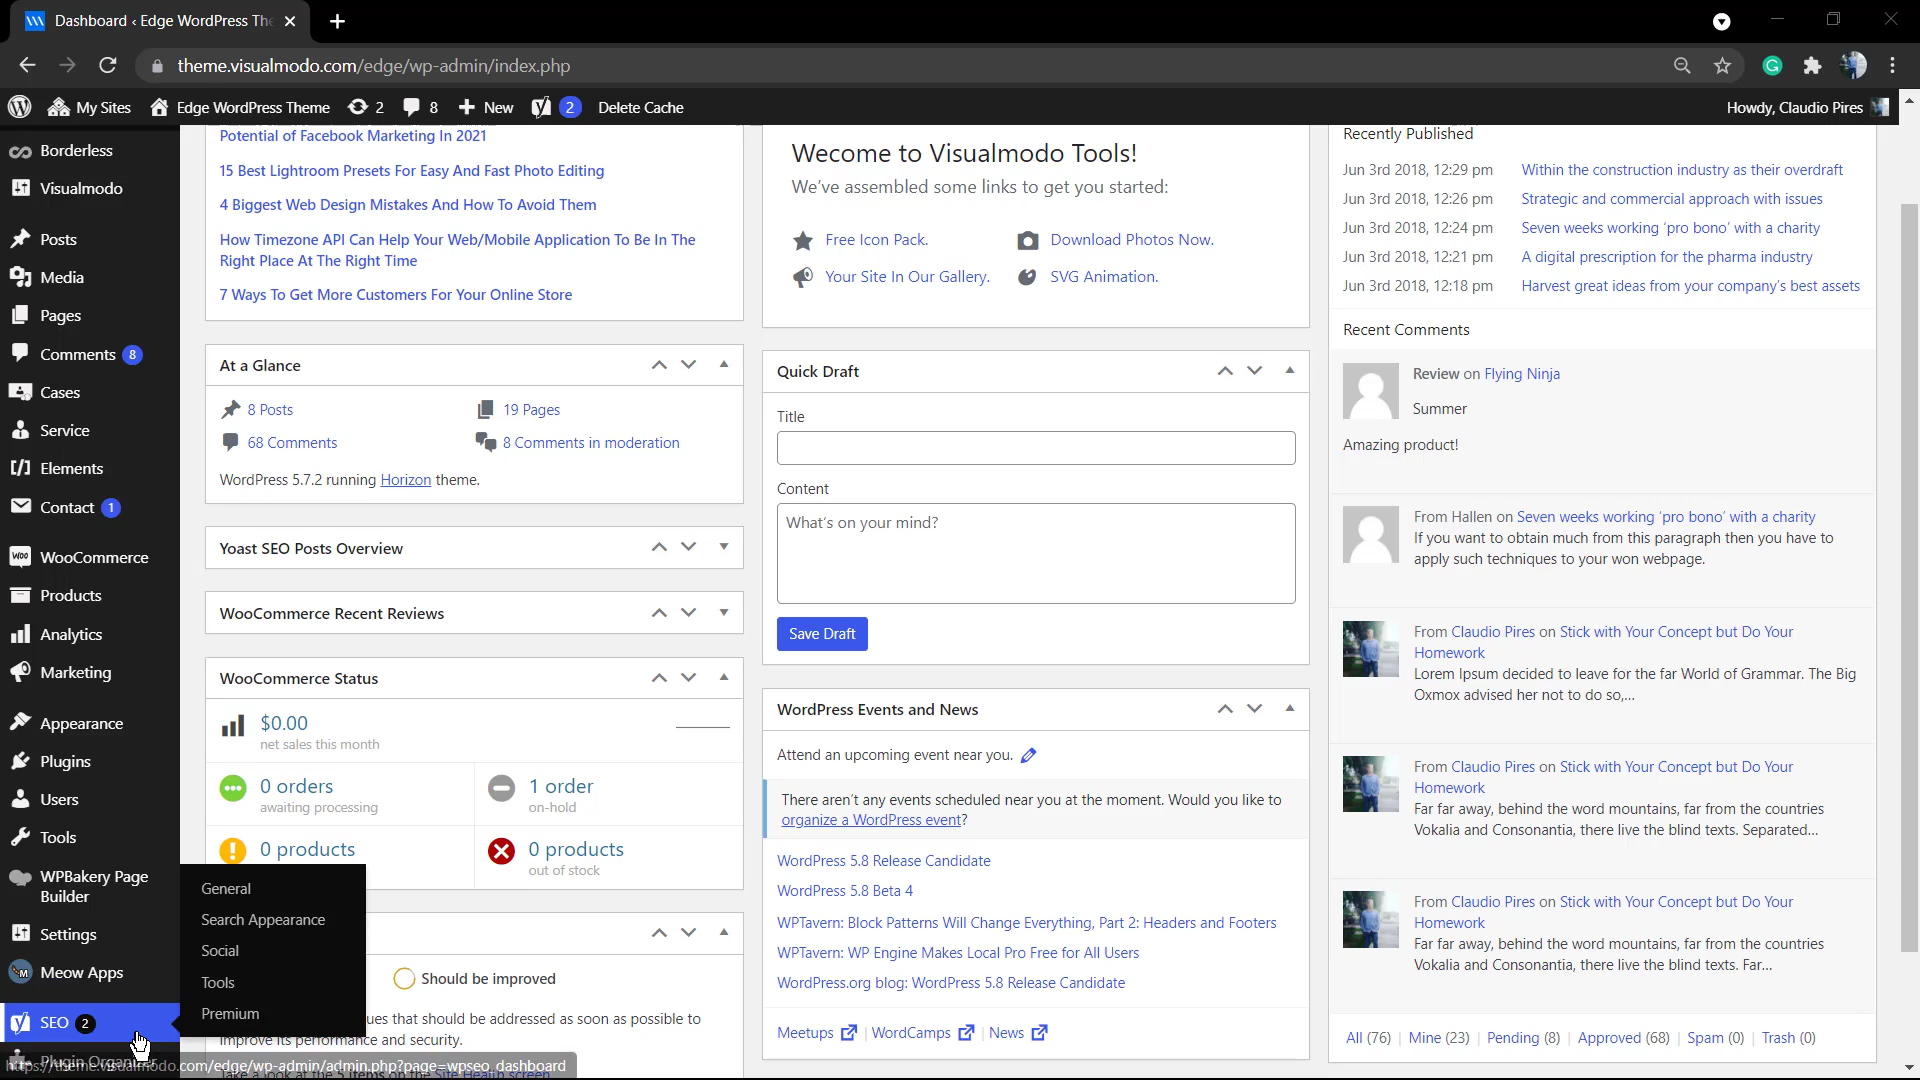 Dashboard ‹ Edge WordPress The
theme.visualmodo.com/edge/wp-admin/index.php
My Sites
Edge WordPress Theme
2
8
New
2
Delete Cache
Howdy, Claudio Pires
Borderless
Visualmodo
Posts
Media
Pages
Comments 8
Cases
Service
Elements
Contact 1
WooCommerce
Products
Analytics
Marketing
Appearance
Plugins
Users
Tools
WPBakery Page
Builder
Settings
Meow Apps
SEO 2
Plugin Organizer
General
Search Appearance
Social
Tools
Premium
Potential of Facebook Marketing In 2021
15 Best Lightroom Presets For Easy And Fast Photo Editing
4 Biggest Web Design Mistakes And How To Avoid Them
How Timezone API Can Help Your Web/Mobile Application To Be In The
Right Place At The Right Time
7 Ways To Get More Customers For Your Online Store
At a Glance
8 Posts
19 Pages
68 Comments
8 Comments in moderation
WordPress 5.7.2 running Horizon theme.
Yoast SEO Posts Overview
WooCommerce Recent Reviews
WooCommerce Status
$0.00
net sales this month
0 orders
awaiting processing
1 order
on-hold
0 products
0 products
out of stock
Should be improved
ues that should be addressed as soon as possible to
improve its performance and security.
Take a look at the 5 items on the Site Health screen
theme.visualmodo.com/edge/wp-admin/admin.php?page=wpseo_dashboard
Wecome to Visualmodo Tools!
We've assembled some links to get you started:
Free Icon Pack.
Download Photos Now.
Your Site In Our Gallery.
SVG Animation.
Quick Draft
Title
Content
What's on your mind?
Save Draft
WordPress Events and News
Attend an upcoming event near you.
There aren't any events scheduled near you at the moment. Would you like to
organize a WordPress event?
WordPress 5.8 Release Candidate
WordPress 5.8 Beta 4
WPTavern: Block Patterns Will Change Everything, Part 2: Headers and Footers
WPTavern: WP Engine Makes Local Pro Free for All Users
WordPress.org blog: WordPress 5.8 Release Candidate
Meetups
WordCamps
News
Recently Published
Jun 3rd 2018, 12:29 pm Within the construction industry as their overdraft
Jun 3rd 2018, 12:26 pm Strategic and commercial approach with issues
Jun 3rd 2018, 12:24 pm Seven weeks working 'pro bono' with a charity
Jun 3rd 2018, 12:21 pm A digital prescription for the pharma industry
Jun 3rd 2018, 12:18 pm Harvest great ideas from your company's best assets
Recent Comments
Review on Flying Ninja
Summer
Amazing product!
From Hallen on Seven weeks working 'pro bono' with a charity
If you want to obtain much from this paragraph then you have to
apply such techniques to your won webpage.
From Claudio Pires on Stick with Your Concept but Do Your
Homework
Lorem Ipsum decided to leave for the far World of Grammar. The Big
Oxmox advised her not to do so,...
From Claudio Pires on Stick with Your Concept but Do Your
Homework
Far far away, behind the word mountains, far from the countries
Vokalia and Consonantia, there live the blind texts. Separated...
From Claudio Pires on Stick with Your Concept but Do Your
Homework
Far far away, behind the word mountains, far from the countries
Vokalia and Consonantia, there live the blind texts. Far...
All (76) | Mine (23) | Pending (8) | Approved (68) | Spam (0) | Trash (0)